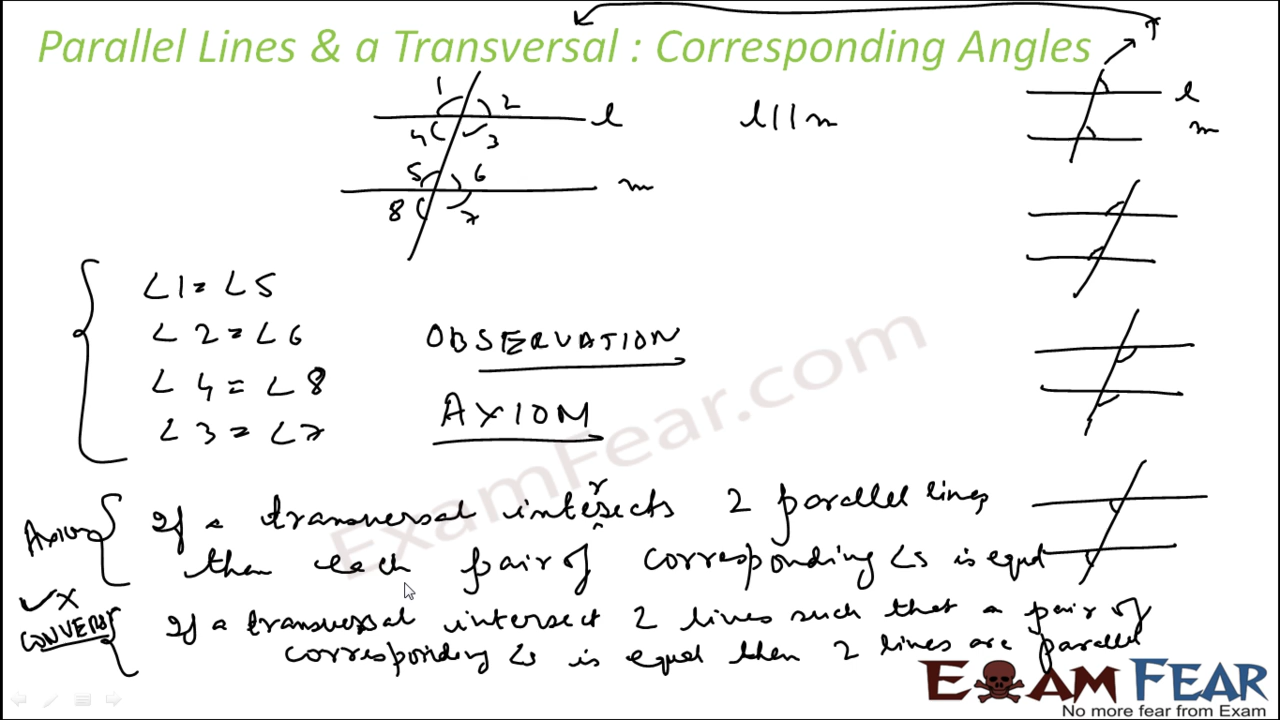 Parallel Lines & a Transversal : Corresponding Angles
1 2 l
4 3
5 6 m
8 7
l || m
l
m
∠1 = ∠5
∠2 = ∠6
∠4 = ∠8
∠3 = ∠7
OBSERVATION
AXIOM
ExamFear.com
Axiom
If a transversal intersects 2 parallel lines
r
then each pair of corresponding ∠s is equal
CONVERSE
If a transversal intersect 2 lines such that a pair of
corresponding ∠s is equal then 2 lines are parallel
EXAM FEAR
No more fear from Exam